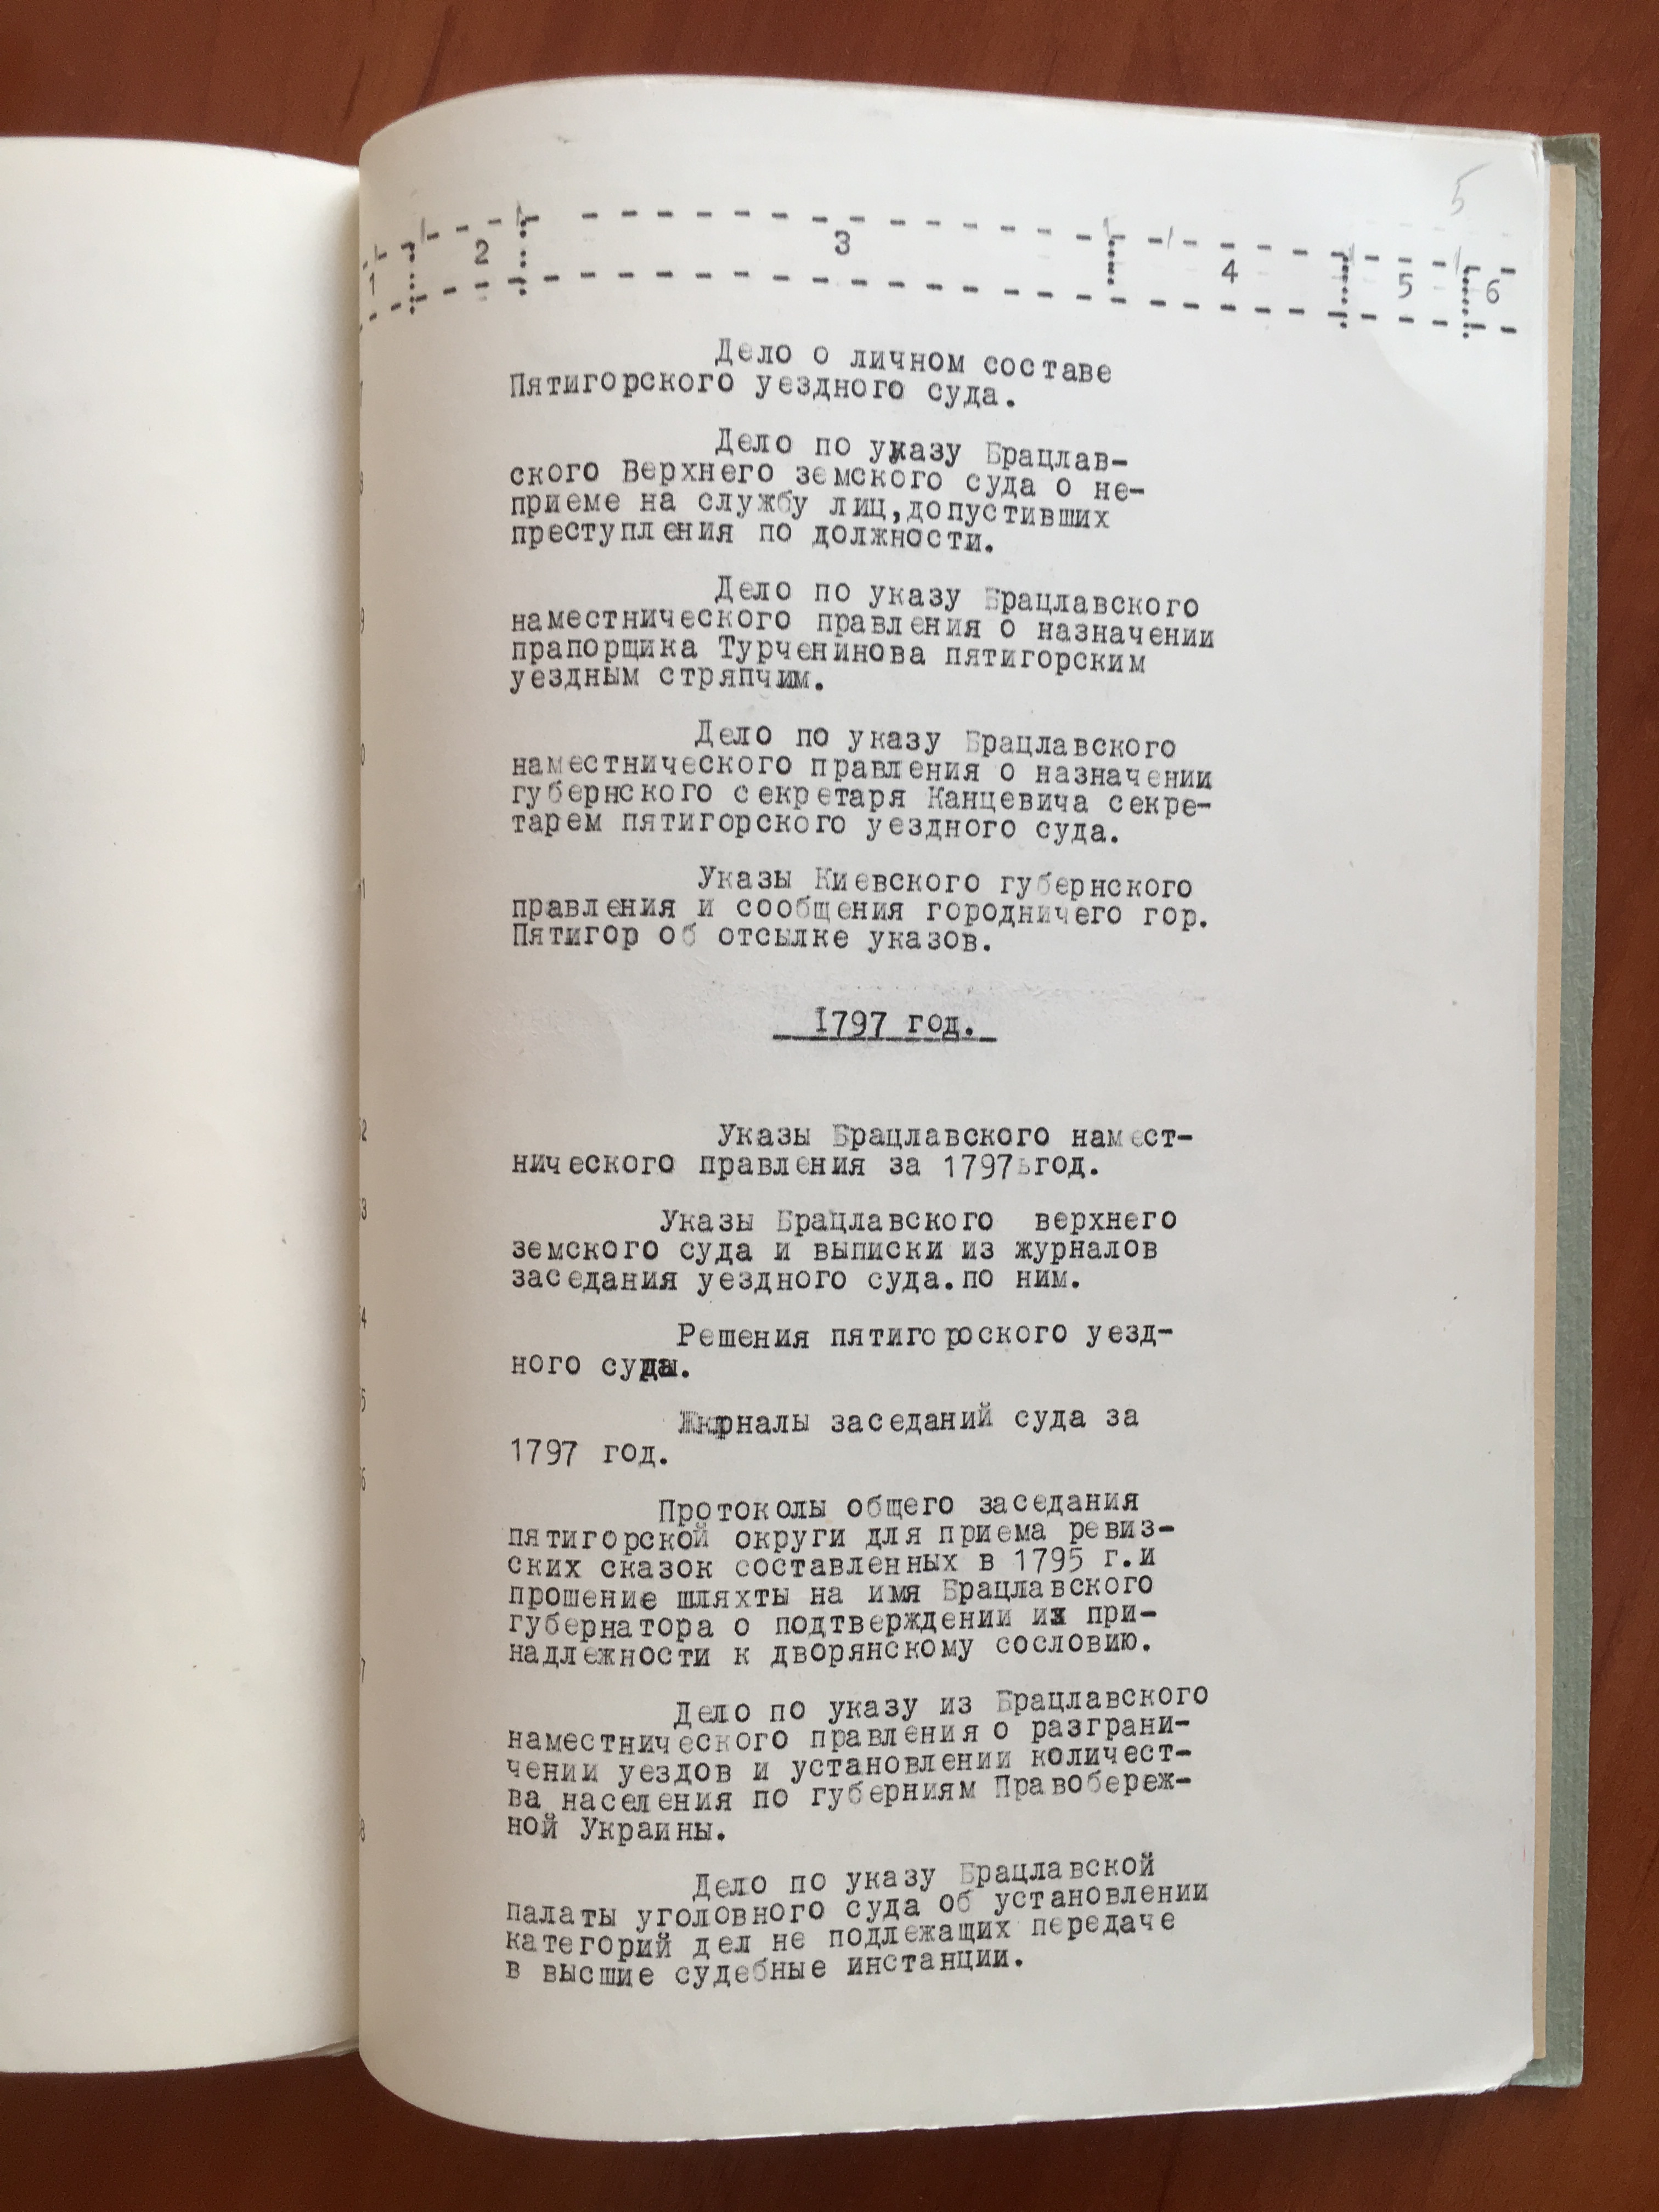 5
1 2 3 4 5 6
Дело о личном составе
Пятигорского уездного суда.
Дело по указу Брацлав-
ского Верхнего земского суда о не-
приеме на службу лиц,допустивших
преступления по должности.
Дело по указу Брацлавского
наместнического правления о назначении
прапорщика Турченинова пятигорским
уездным стряпчим.
Дело по указу Брацлавского
наместнического правления о назначении
губернского секретаря Канцевича секре-
тарем пятигорского уездного суда.
Указы Киевского губернского
правления и сообщения городничего гор.
Пятигор об отсылке указов.
1797 год.
Указы Брацлавского намест-
нического правления за 1797 год.
Указы Брацлавского верхнего
земского суда и выписки из журналов
заседания уездного суда.по ним.
Решения пятигороского уезд-
ного суда.
Журналы заседаний суда за
1797 год.
Протоколы общего заседания
пятигорской округи для приема ревиз-
ских сказок составленных в 1795 г.и
прошение шляхты на имя Брацлавского
губернатора о подтверждении их при-
надлежности к дворянскому сословию.
Дело по указу из Брацлавского
наместнического правления о разграни-
чении уездов и установлении количест-
ва населения по губерниям Правобереж-
ной Украины.
Дело по указу Брацлавской
палаты уголовного суда об установлении
категорий дел не подлежащих передаче
в высшие судебные инстанции.